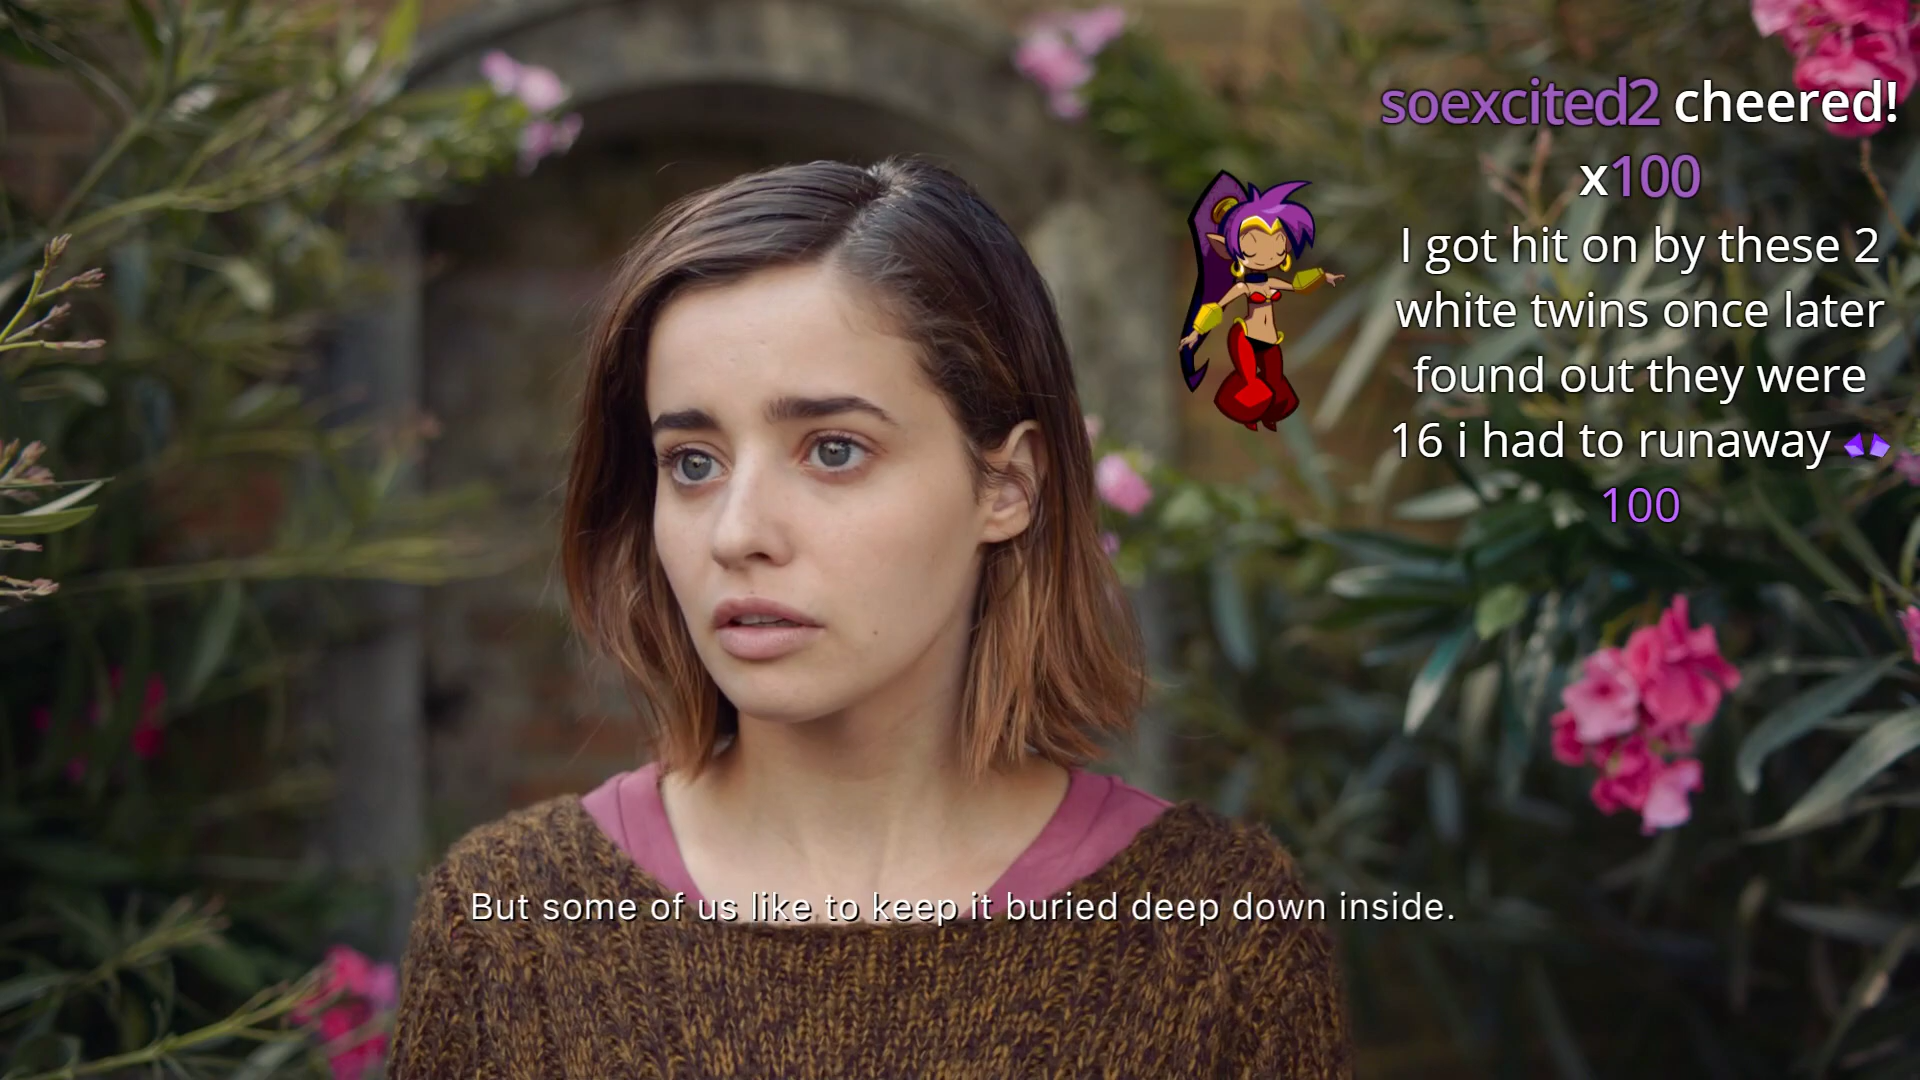 soexcited2 cheered!
x100
I got hit on by these 2
white twins once later
found out they were
16 i had to runaway
100
But some of us like to keep it buried deep down inside.